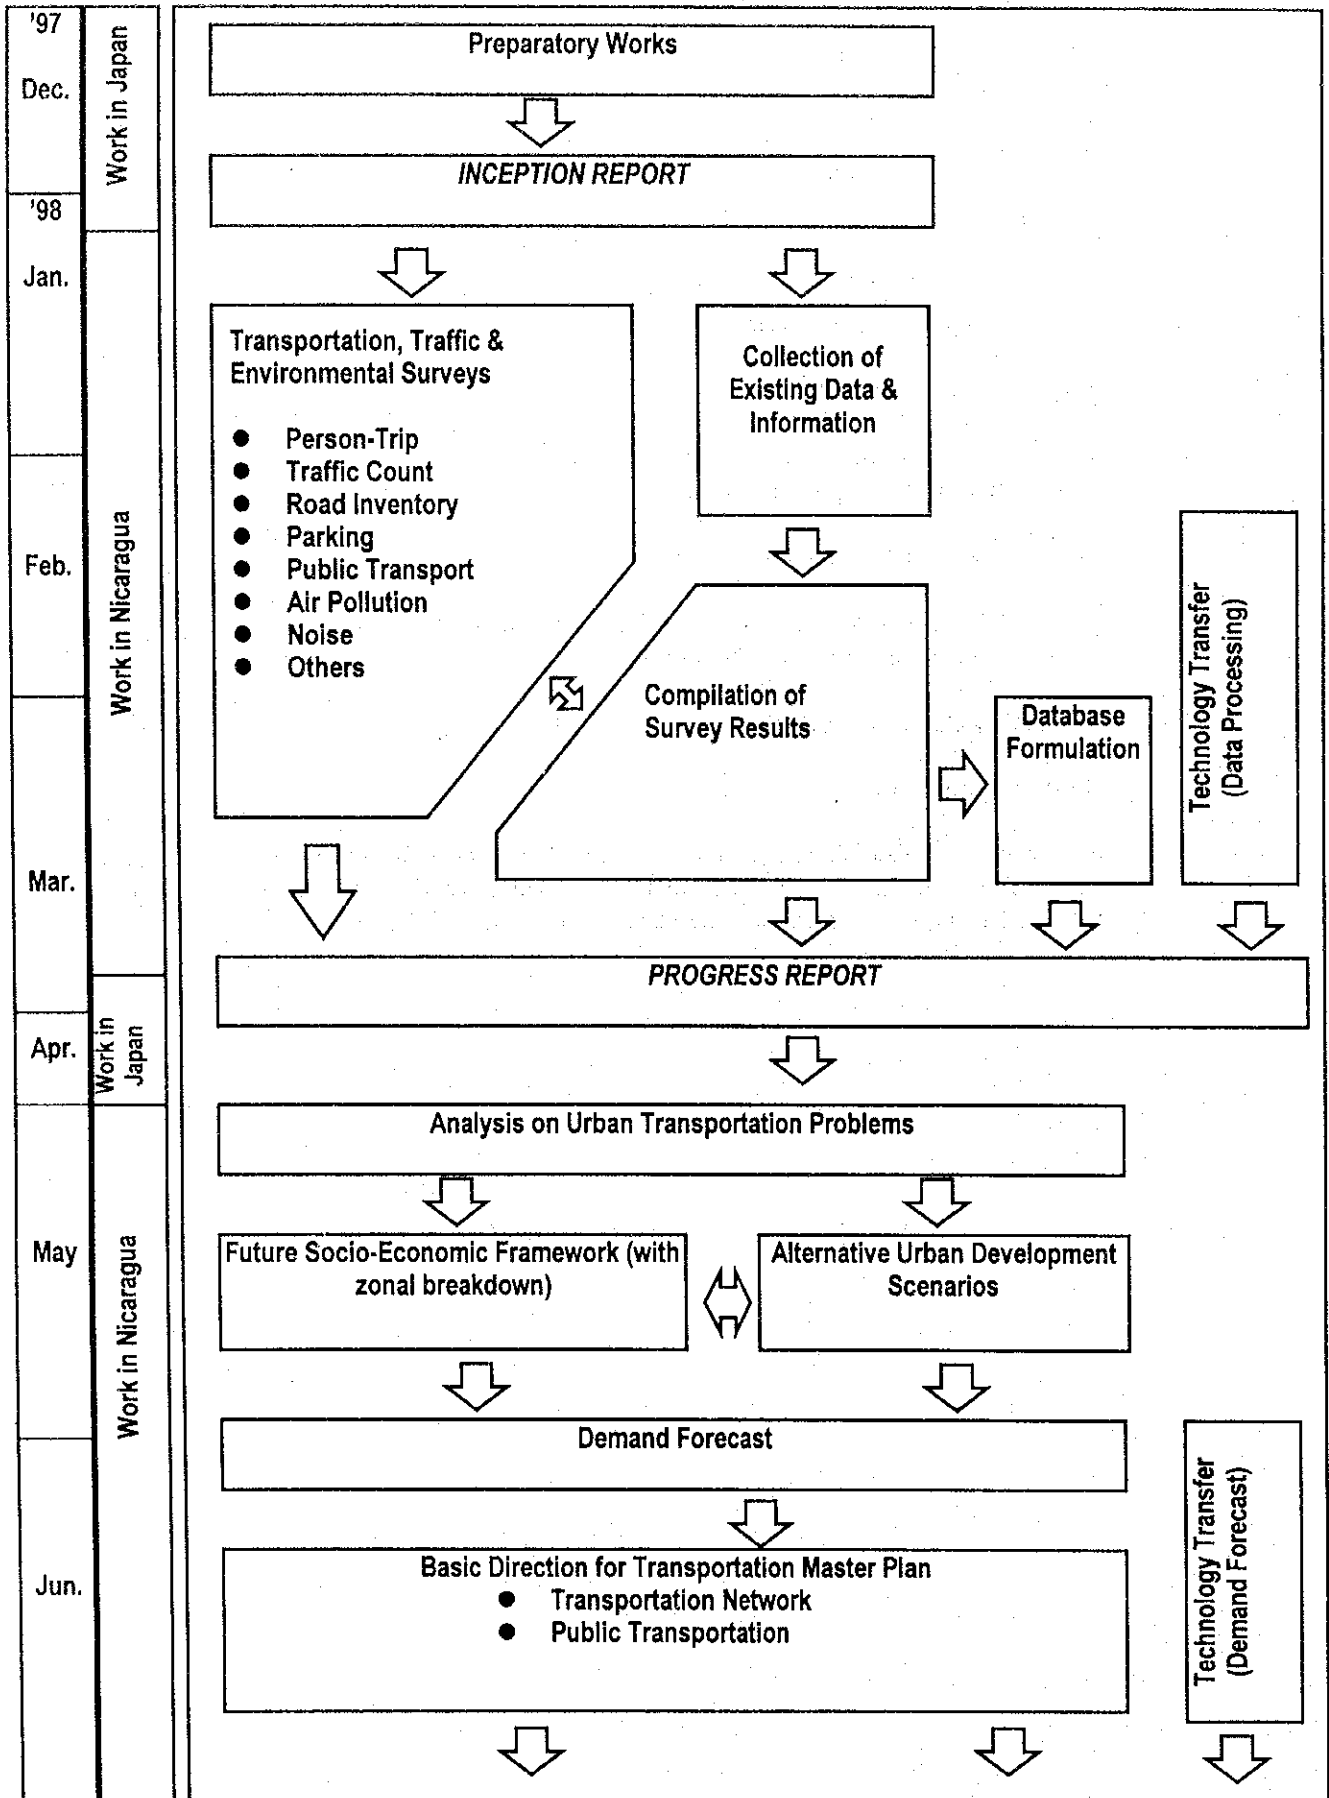 '97
Dec.
'98
Jan.
Feb.
Mar.
Apr.
May
Jun.
Work in Japan
Work in Nicaragua
Work in
Japan
Work in Nicaragua
Preparatory Works
INCEPTION REPORT
Transportation, Traffic &
Environmental Surveys
● Person-Trip
● Traffic Count
● Road Inventory
● Parking
● Public Transport
● Air Pollution
● Noise
● Others
Collection of
Existing Data &
Information
Compilation of
Survey Results
Database
Formulation
Technology Transfer
(Data Processing)
PROGRESS REPORT
Analysis on Urban Transportation Problems
Future Socio-Economic Framework (with
zonal breakdown)
Alternative Urban Development
Scenarios
Demand Forecast
Basic Direction for Transportation Master Plan
● Transportation Network
● Public Transportation
Technology Transfer
(Demand Forecast)